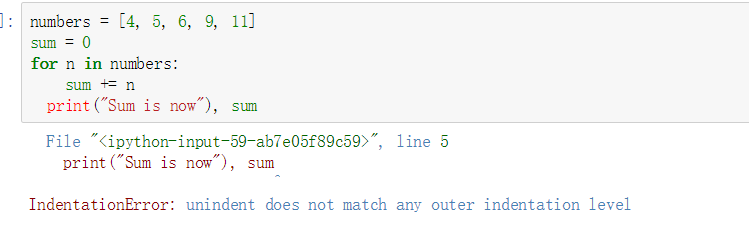 ]: numbers = [4, 5, 6, 9, 11]
sum = 0
for n in numbers:
    sum += n
  print("Sum is now"), sum
File "<ipython-input-59-ab7e05f89c59>", line 5
    print("Sum is now"), sum
^
IndentationError: unindent does not match any outer indentation level